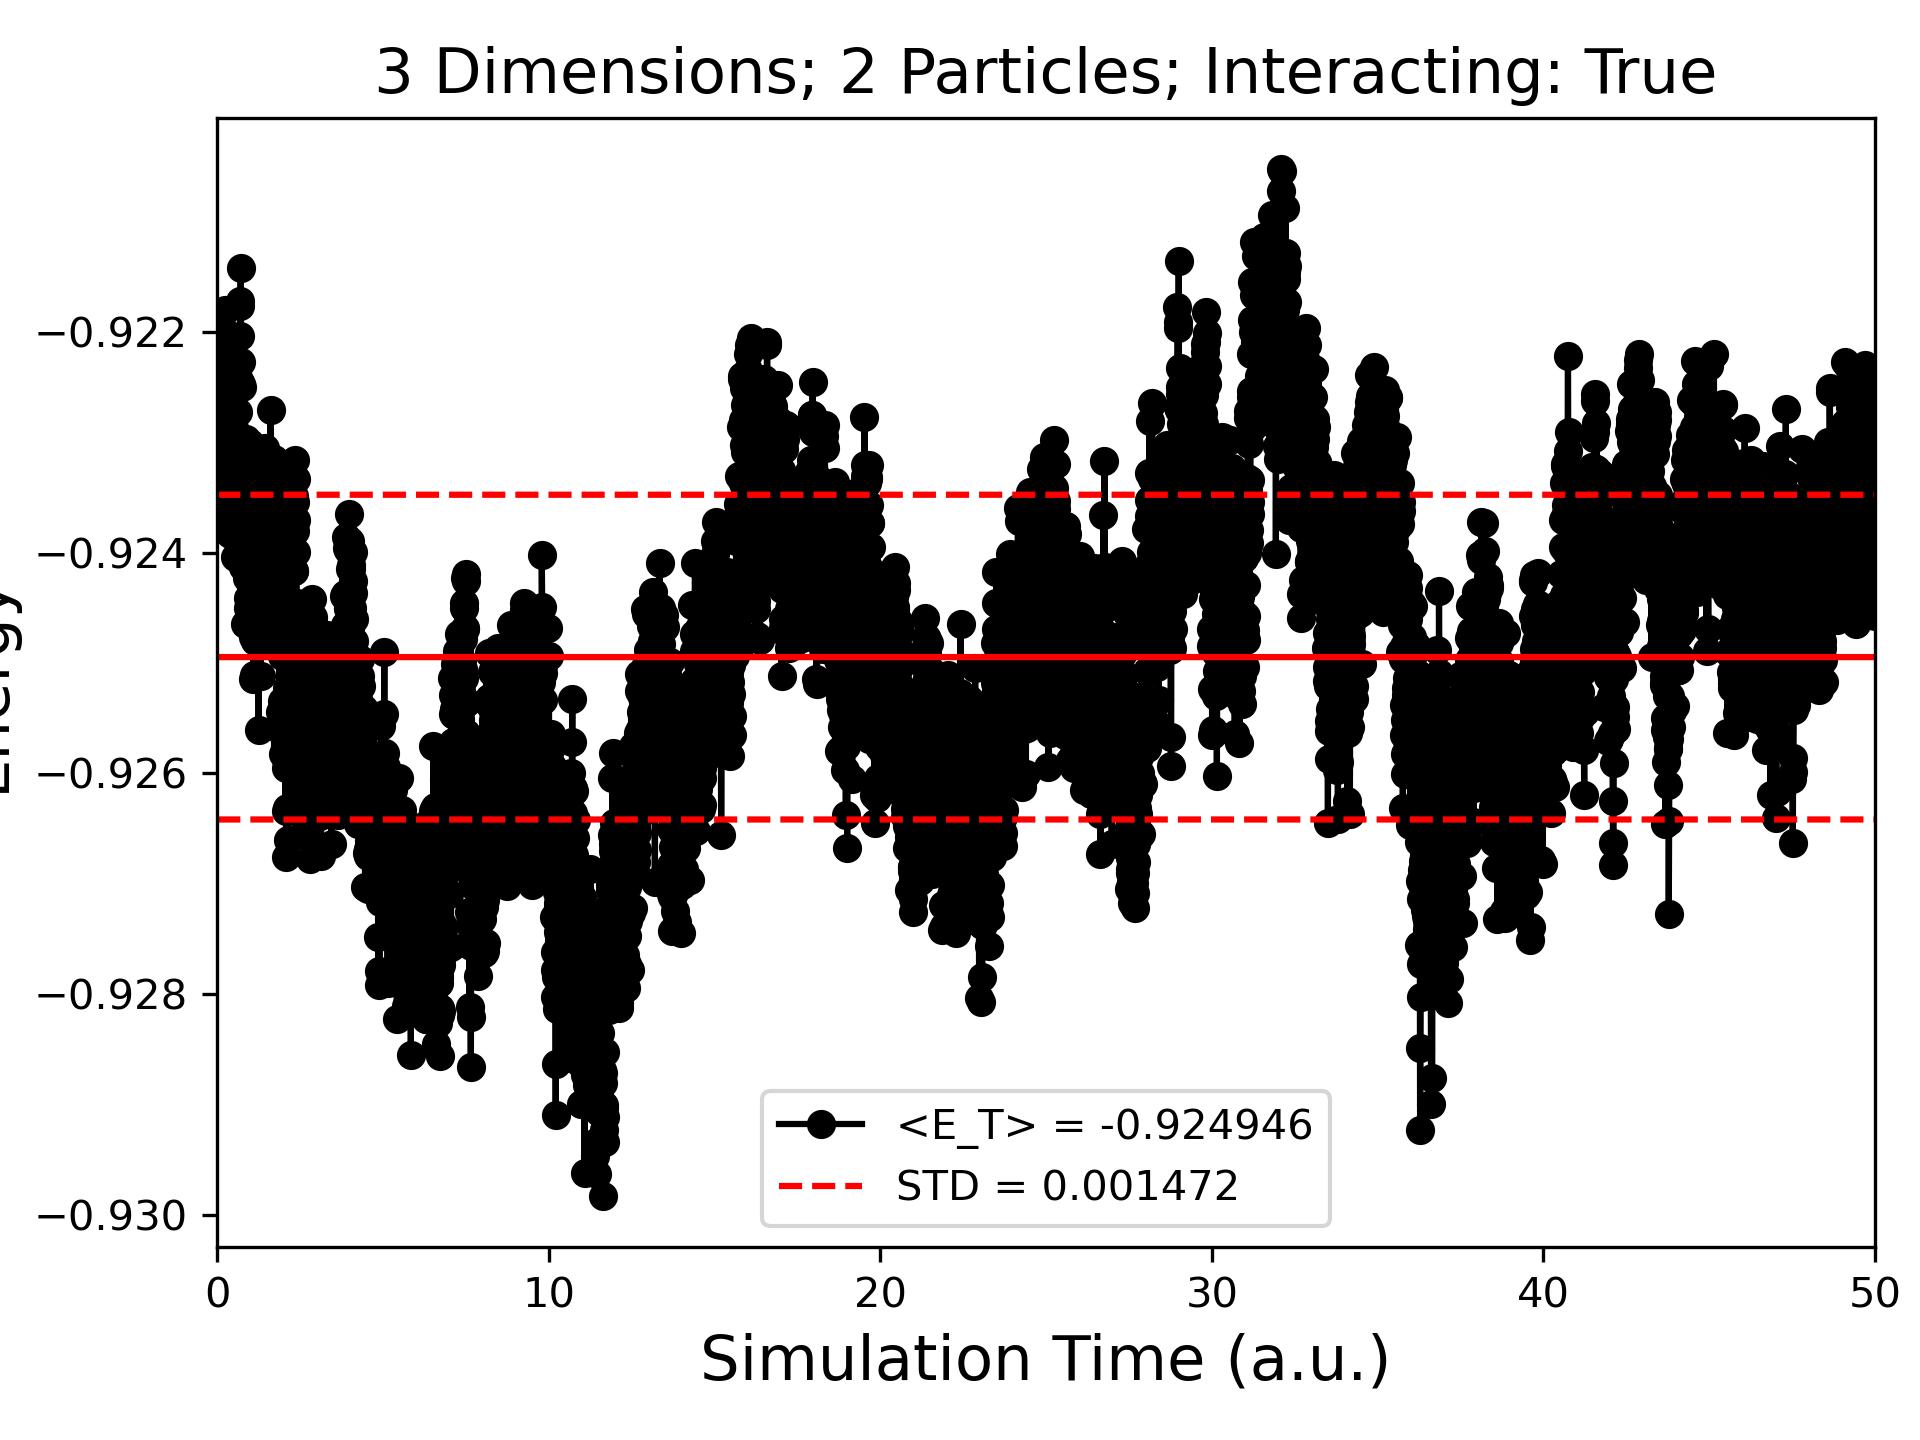 3 Dimensions; 2 Particles; Interacting: True
Energy
−0.922
−0.924
−0.926
−0.928
−0.930
<E_T> = -0.924946
STD = 0.001472
0 10 20 30 40 50
Simulation Time (a.u.)